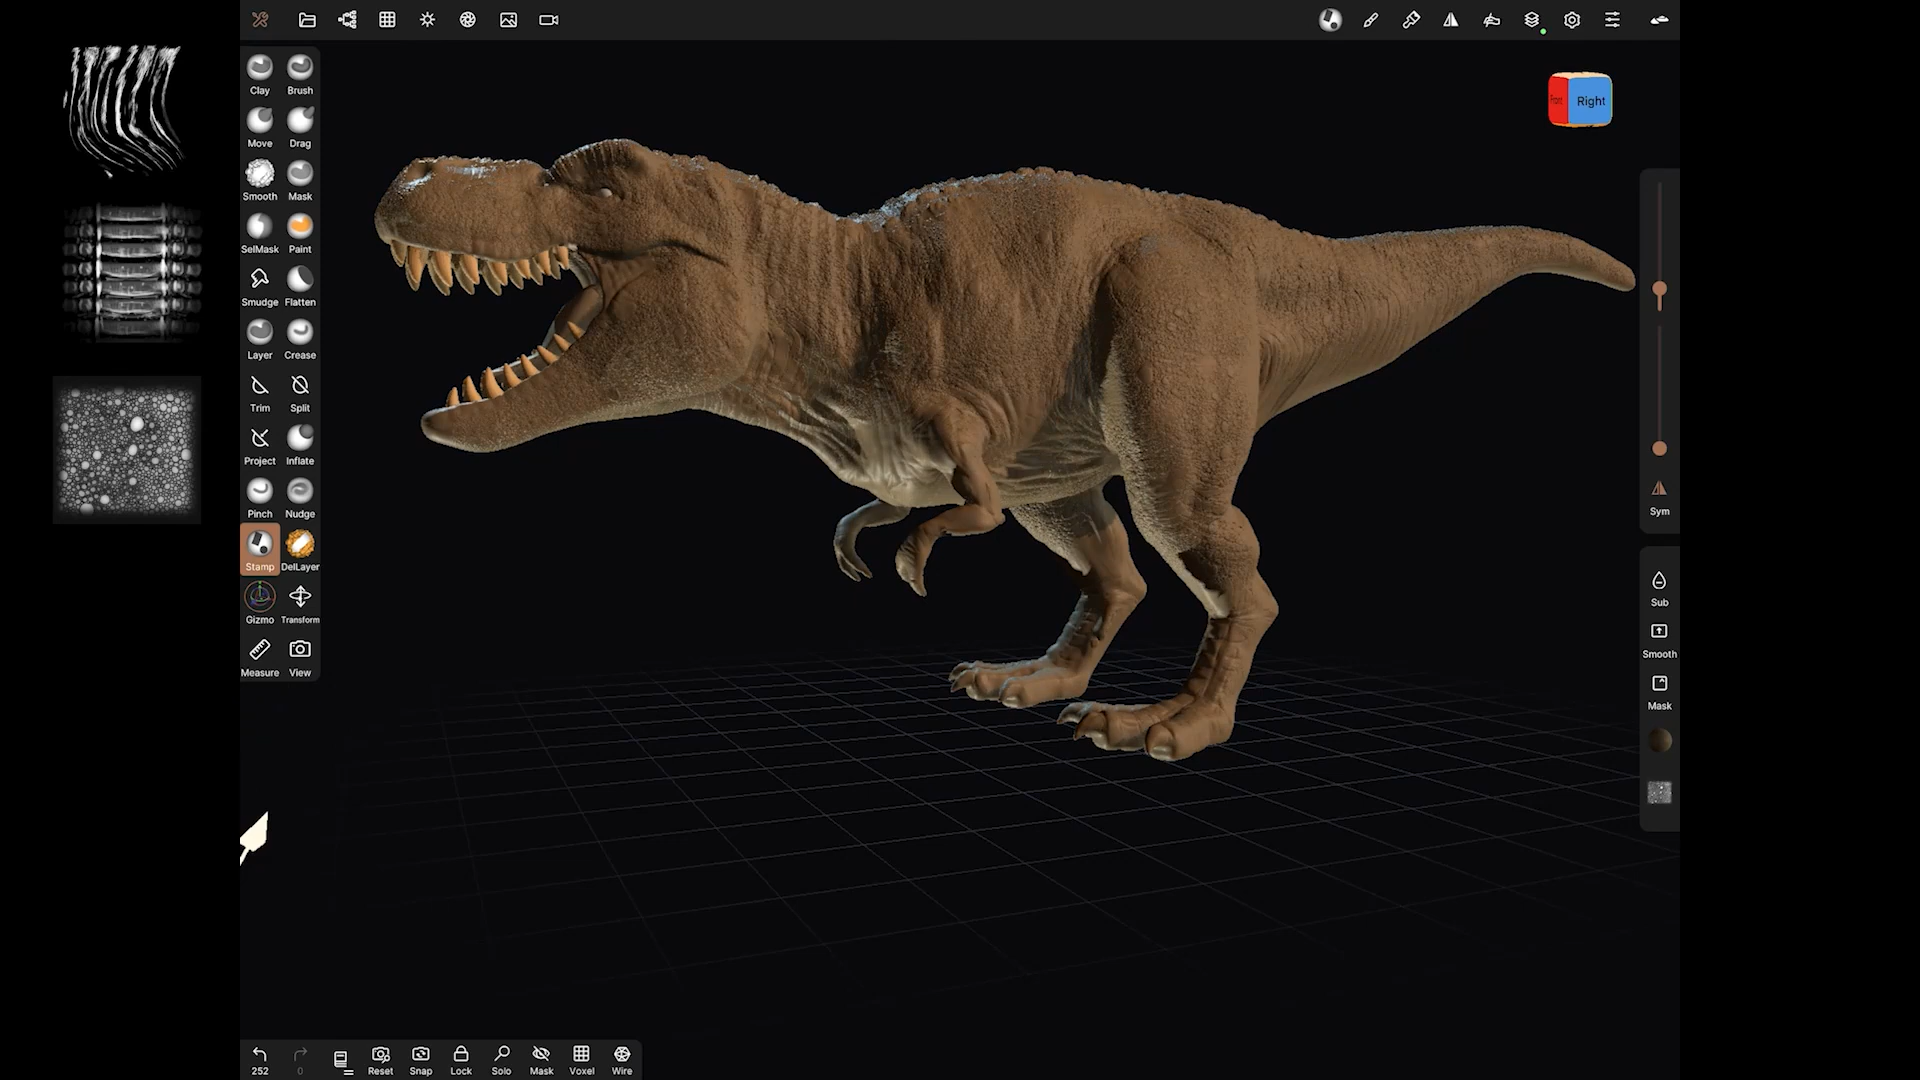 Front
Right
Clay Brush
Move Drag
Smooth Mask
SelMask Paint
Smudge Flatten
Layer Crease
Trim Split
Project Inflate
Pinch Nudge
Stamp DelLayer
Gizmo Transform
Measure View
Sym
Sub
Smooth
Mask
252 0 Reset Snap Lock Solo Mask Voxel Wire